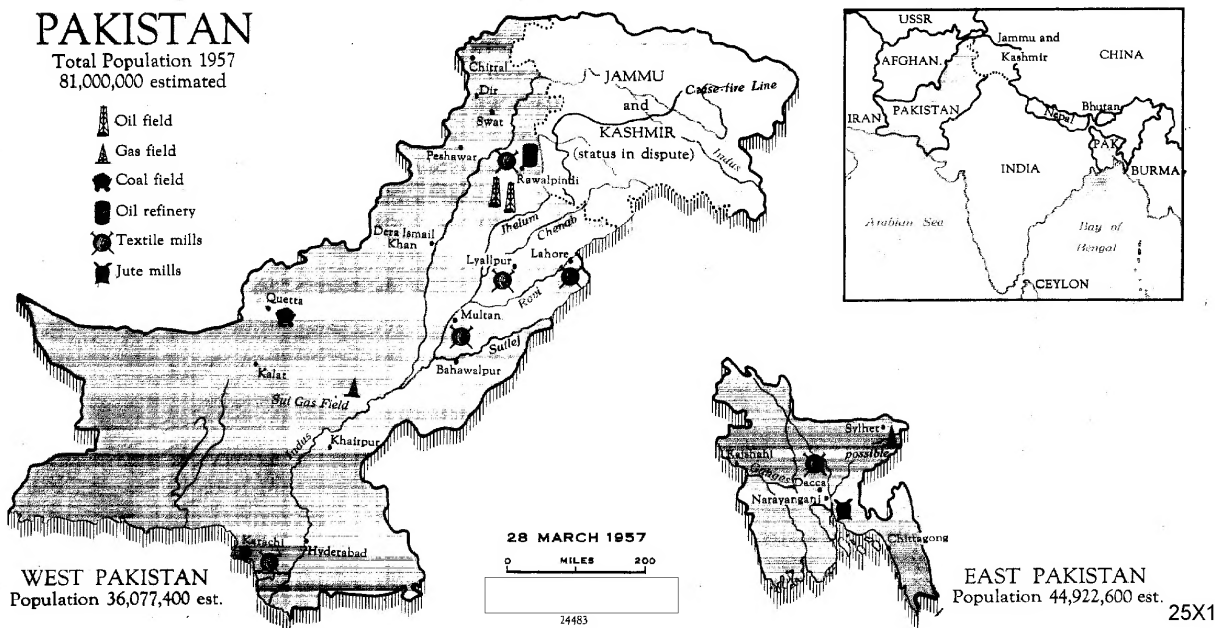 PAKISTAN
Total Population 1957
81,000,000 estimated
Oil field
Gas field
Coal field
Oil refinery
Textile mills
Jute mills
Chitral
Dir
Swat
Peshawar
Rawalpindi
JAMMU
and
KASHMIR
(status in dispute)
Cease-fire Line
Indus
Jhelum
Chenab
Dera Ismail
Khan
Lyallpur
Lahore
Ravi
Multan
Sutlej
Bahawalpur
Quetta
Kalat
Sui Gas Field
Indus
Khairpur
Karachi
Hyderabad
WEST PAKISTAN
Population 36,077,400 est.
28 MARCH 1957
0 MILES 200
24483
USSR
Jammu and
Kashmir
AFGHAN.
CHINA
IRAN
PAKISTAN
Nepal
Bhutan
PAK
INDIA
BURMA
Arabian Sea
Bay of
Bengal
CEYLON
Sylhet
possible
Rajshahi
Ganges
Dacca
Narayanganj
Chittagong
EAST PAKISTAN
Population 44,922,600 est.
25X1